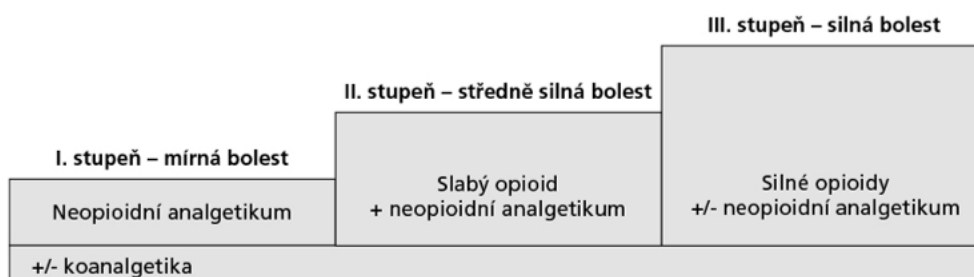 III. stupeň – silná bolest
II. stupeň – středně silná bolest
I. stupeň – mírná bolest
Neopioidní analgetikum
Slabý opioid
+ neopioidní analgetikum
Silné opioidy
+/- neopioidní analgetikum
+/- koanalgetika